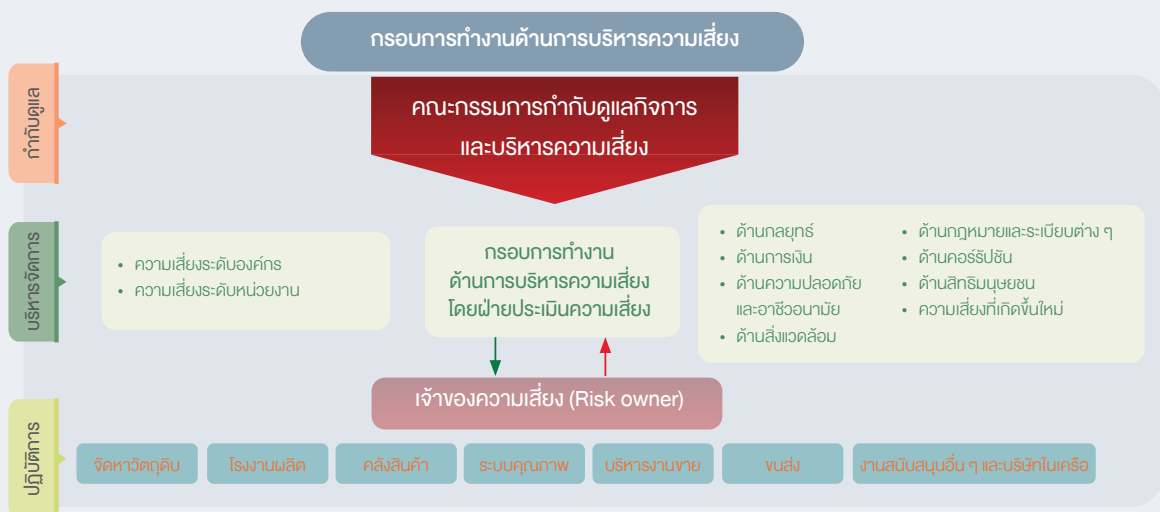 กรอบการทำงานด้านการบริหารความเสี่ยง
กำกับดูแล
คณะกรรมการกำกับดูแลกิจการ
และบริหารความเสี่ยง
บริหารจัดการ
• ความเสี่ยงระดับองค์กร
• ความเสี่ยงระดับหน่วยงาน
กรอบการทำงาน
ด้านการบริหารความเสี่ยง
โดยฝ่ายประเมินความเสี่ยง
• ด้านกลยุทธ์
• ด้านการเงิน
• ด้านความปลอดภัย
และอาชีวอนามัย
• ด้านสิ่งแวดล้อม
• ด้านกฎหมายและระเบียบต่าง ๆ
• ด้านคอร์รัปชัน
• ด้านสิทธิมนุษยชน
• ความเสี่ยงที่เกิดขึ้นใหม่
เจ้าของความเสี่ยง (Risk owner)
ปฏิบัติการ
จัดหาวัตถุดิบ
โรงงานผลิต
คลังสินค้า
ระบบคุณภาพ
บริหารงานขาย
ขนส่ง
งานสนับสนุนอื่น ๆ และบริษัทในเครือ